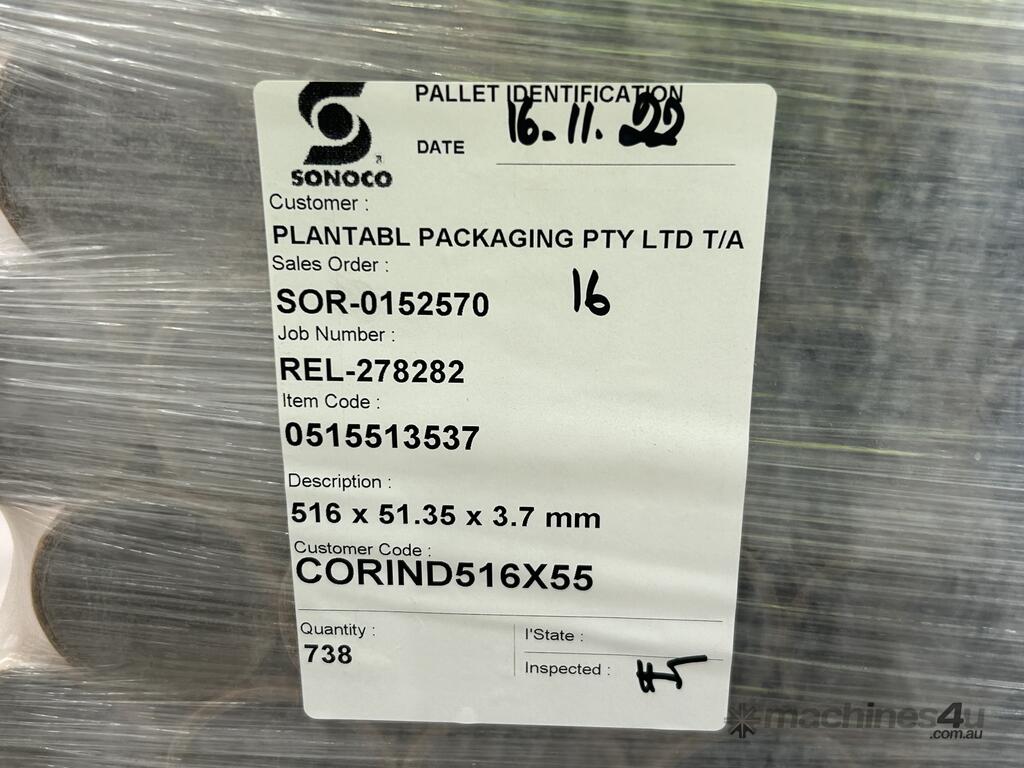 PALLET IDENTIFICATION
DATE 16.11.22
SONOCO
Customer :
PLANTABL PACKAGING PTY LTD T/A
Sales Order :
SOR-0152570 16
Job Number :
REL-278282
Item Code :
0515513537
Description :
516 x 51.35 x 3.7 mm
Customer Code :
CORIND516X55
Quantity :
738
I'State :
Inspected :
machines4u
.com.au